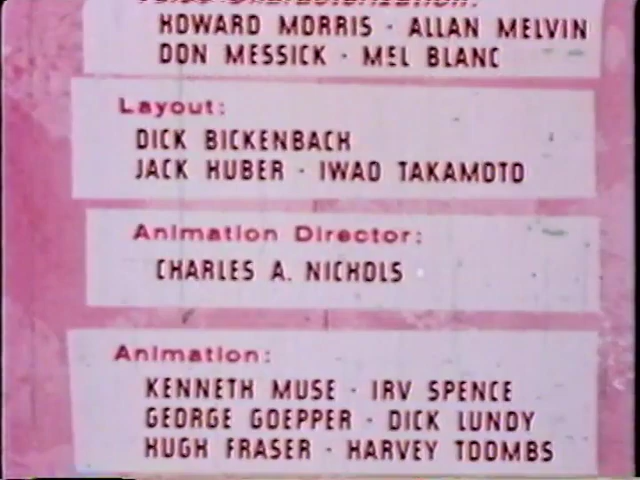 HOWARD MORRIS · ALLAN MELVIN
DON MESSICK · MEL BLANC
Layout:
DICK BICKENBACH
JACK HUBER · IWAO TAKAMOTO
Animation Director:
CHARLES A. NICHOLS
Animation:
KENNETH MUSE · IRV SPENCE
GEORGE GOEPPER · DICK LUNDY
HUGH FRASER · HARVEY TOOMBS